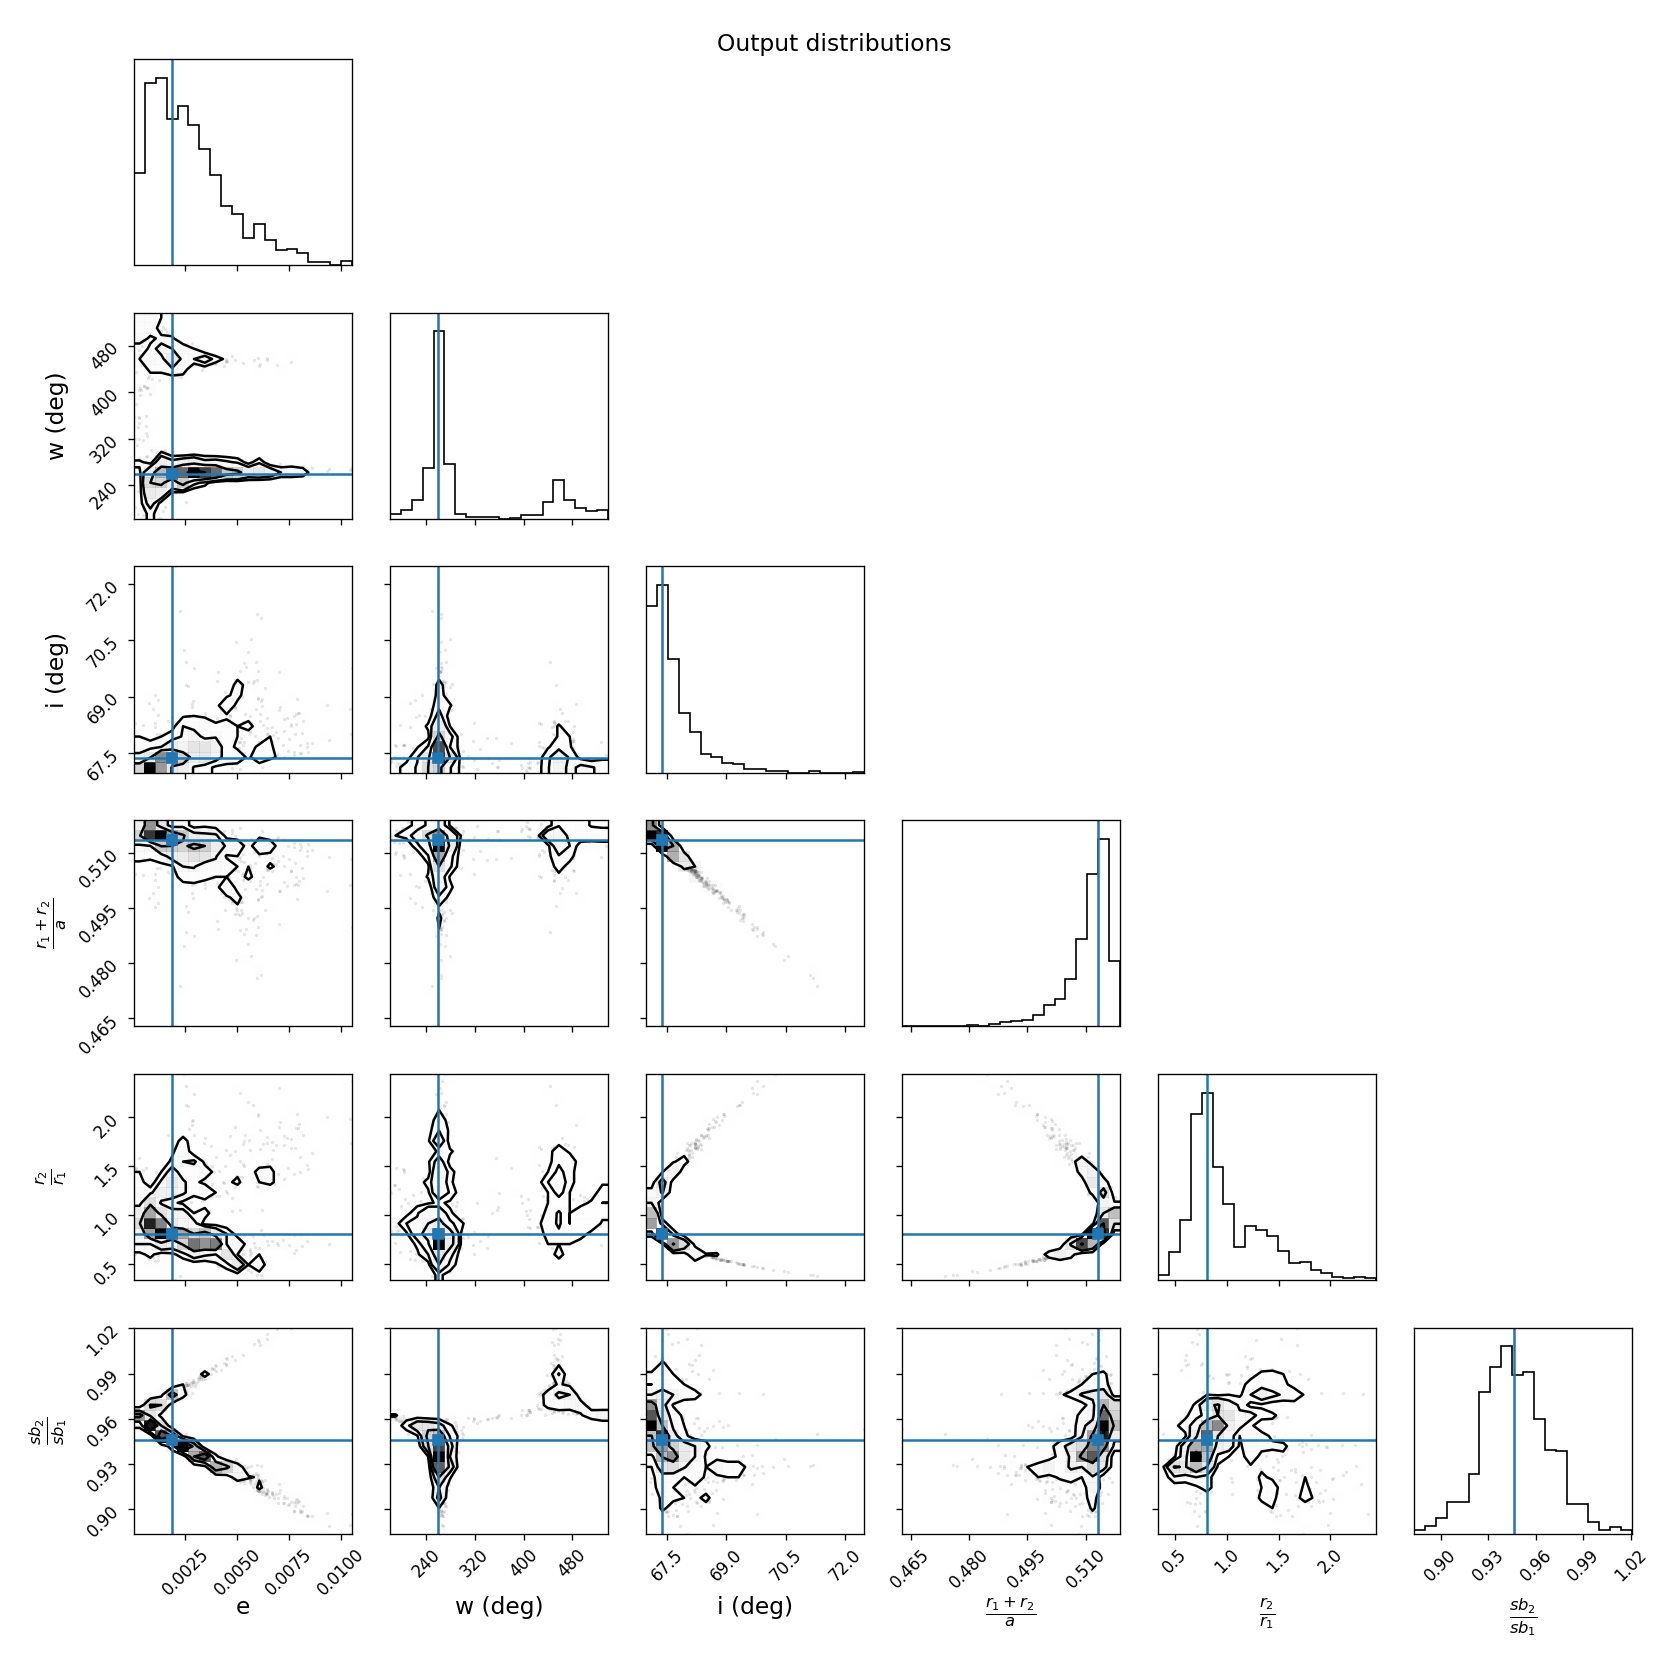 Output distributions
w (deg)
480
400
320
240
i (deg)
72.0
70.5
69.0
67.5
r₁ + r₂
a
0.510
0.495
0.480
0.465
r₂
r₁
2.0
1.5
1.0
0.5
sb₂
sb₁
1.02
0.99
0.96
0.93
0.90
0.0025 0.0050 0.0075 0.0100
240 320 400 480
67.5 69.0 70.5 72.0
0.465 0.480 0.495 0.510
0.5 1.0 1.5 2.0
0.90 0.93 0.96 0.99 1.02
e
w (deg)
i (deg)
r₁ + r₂
a
r₂
r₁
sb₂
sb₁